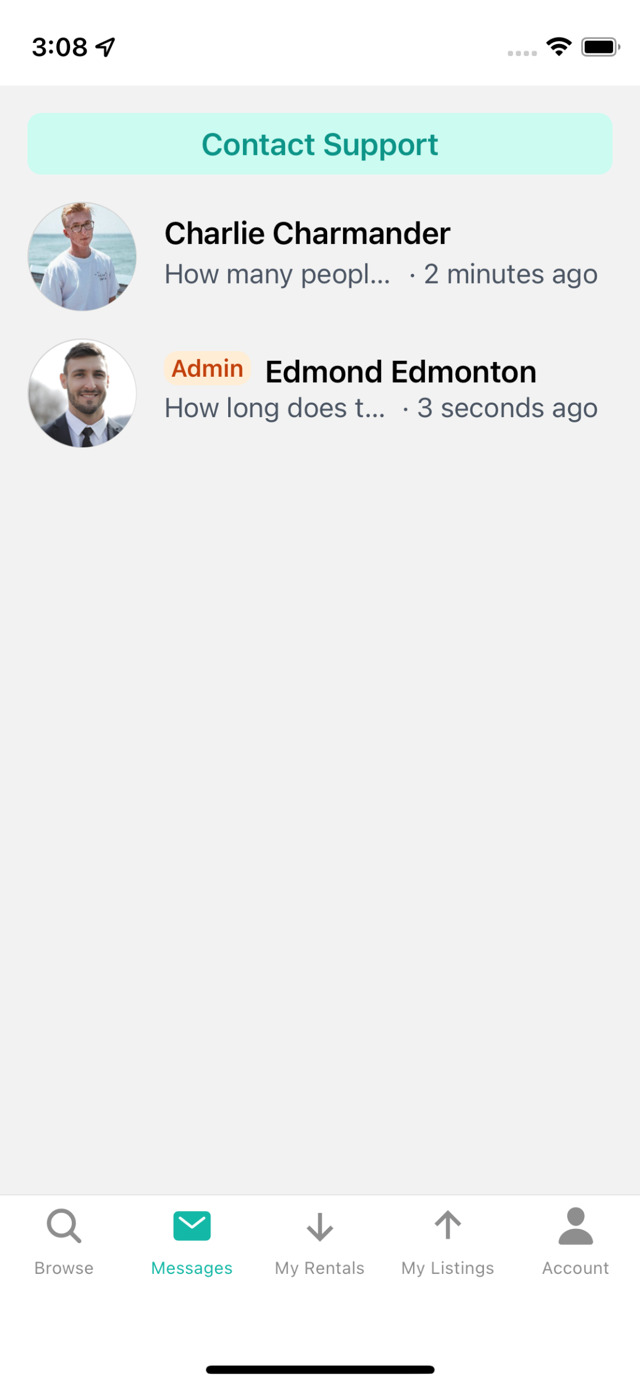 3:08
Contact Support
Charlie Charmander
How many peopl... · 2 minutes ago
Admin Edmond Edmonton
How long does t... · 3 seconds ago
Browse Messages My Rentals My Listings Account